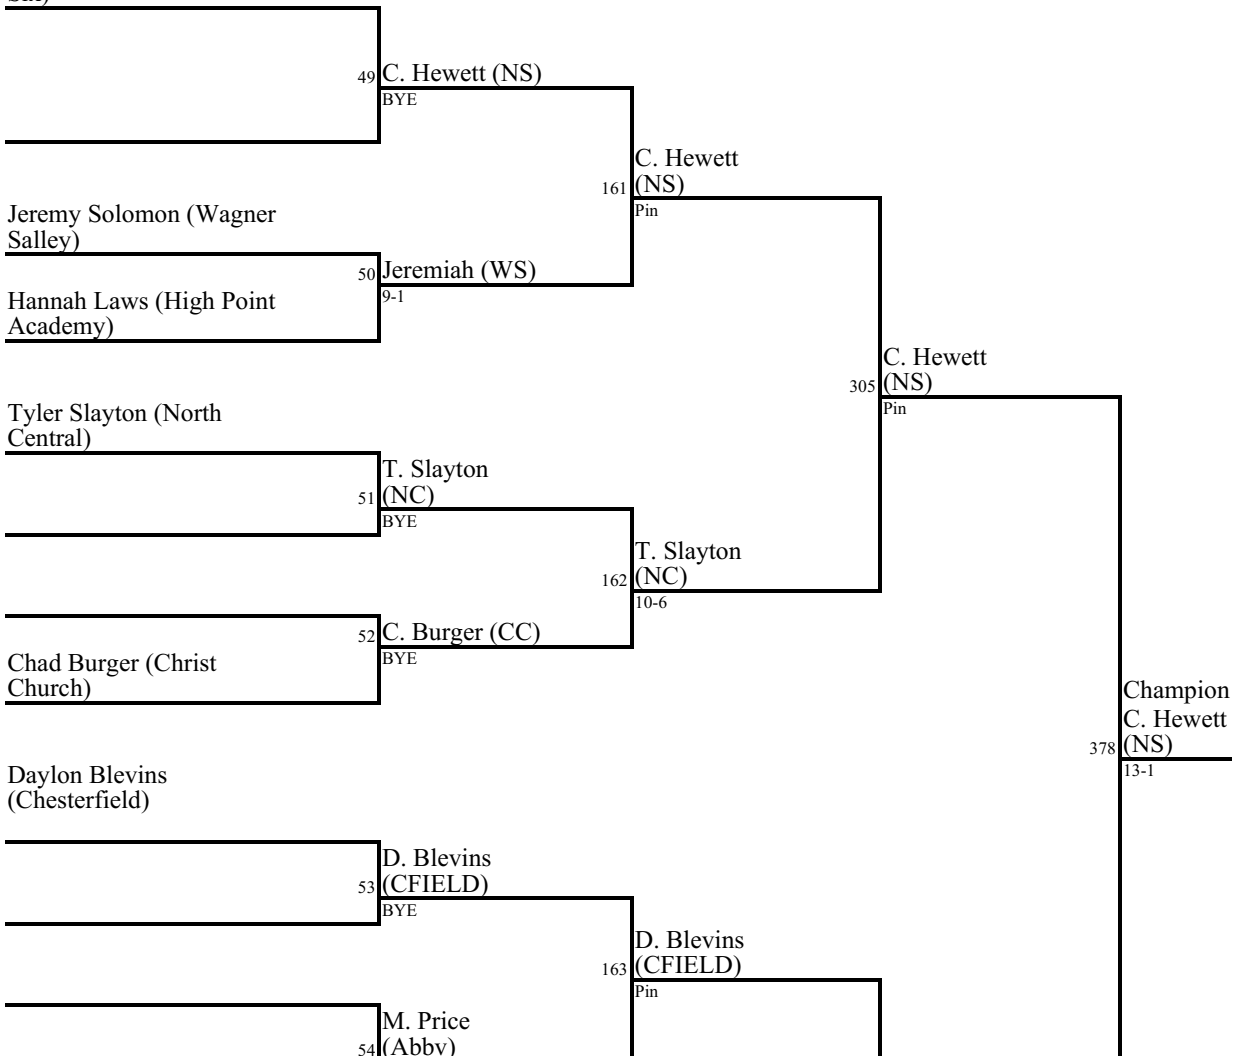 49
C. Hewett (NS)
BYE
C. Hewett
161
(NS)
Pin
Jeremy Solomon (Wagner
Salley)
50
Jeremiah (WS)
9-1
Hannah Laws (High Point
Academy)
C. Hewett
305
(NS)
Pin
Tyler Slayton (North
Central)
T. Slayton
51
(NC)
BYE
T. Slayton
162
(NC)
10-6
52
C. Burger (CC)
BYE
Chad Burger (Christ
Church)
Champion
C. Hewett
378
(NS)
13-1
Daylon Blevins
(Chesterfield)
D. Blevins
53
(CFIELD)
BYE
D. Blevins
163
(CFIELD)
Pin
M. Price
54
(Abbv)